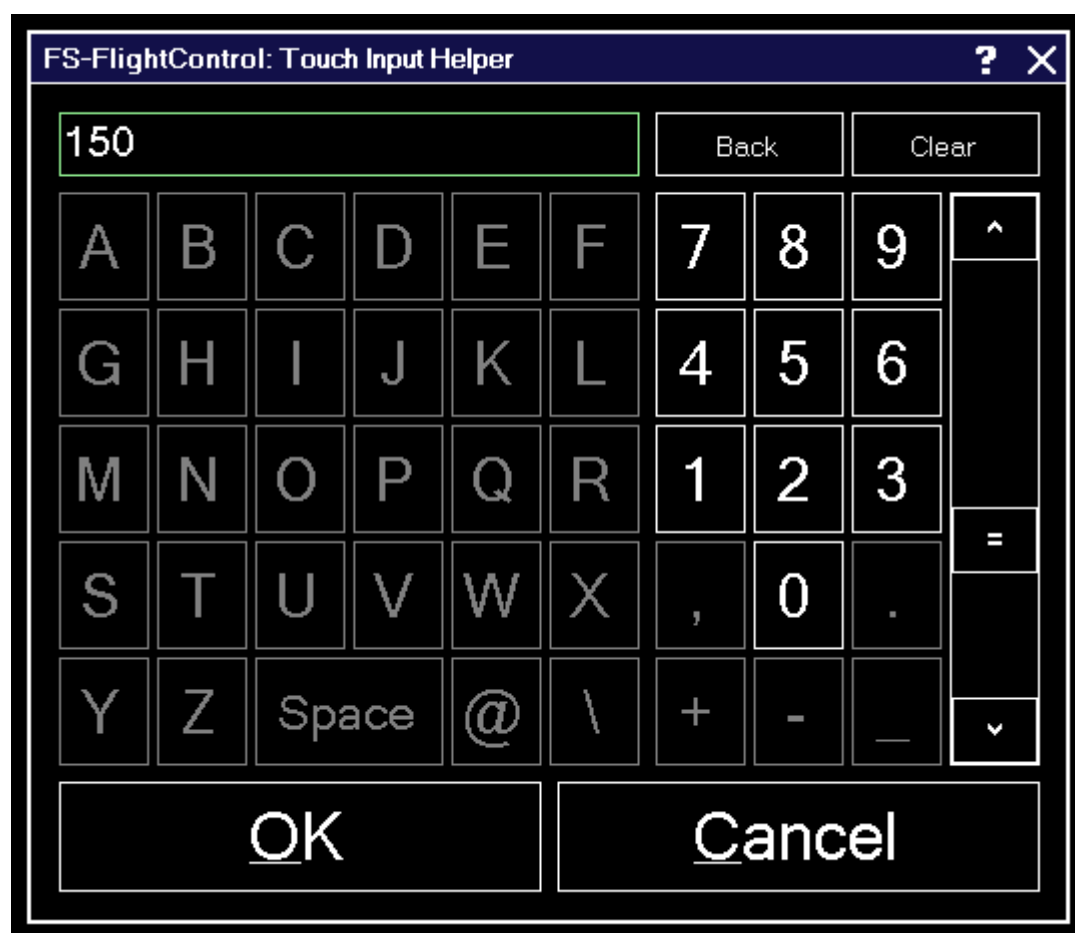 FS-FlightControl: Touch Input Helper ? X
150 Back Clear
A B C D E F 7 8 9 ^
G H I J K L 4 5 6
M N O P Q R 1 2 3
=
S T U V W X , 0 .
Y Z Space @ \ + - _
OK Cancel